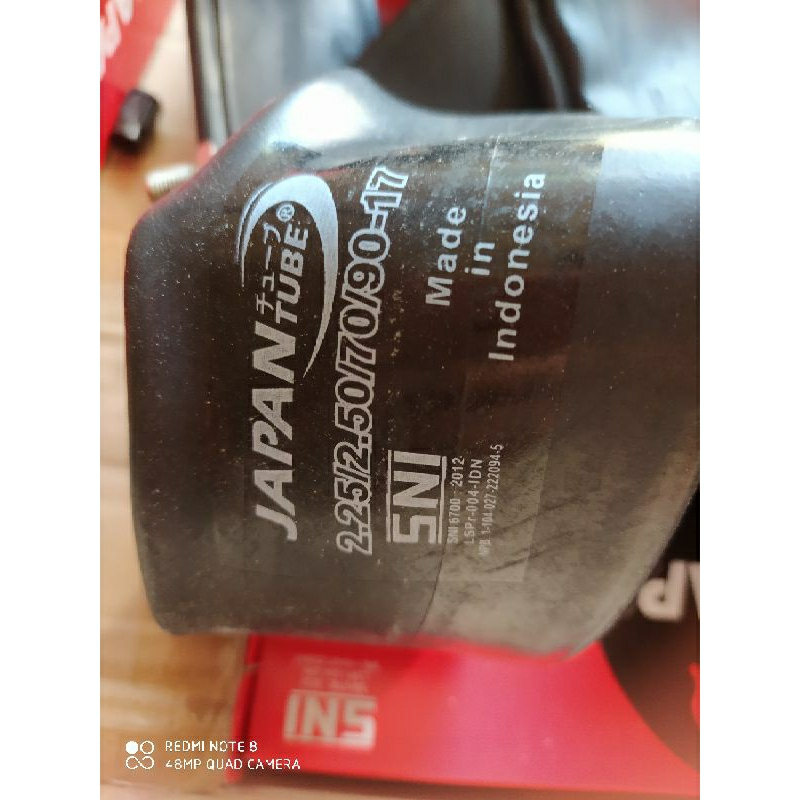 JAPAN
チューブ
TUBE®
2.25/2.50/70/90-17
Made
in
Indonesia
SNI
SNI 6700 : 2012
LSPr-004-IDN
1-104-027-222094-5
SNI
REDMI NOTE 8
48MP QUAD CAMERA